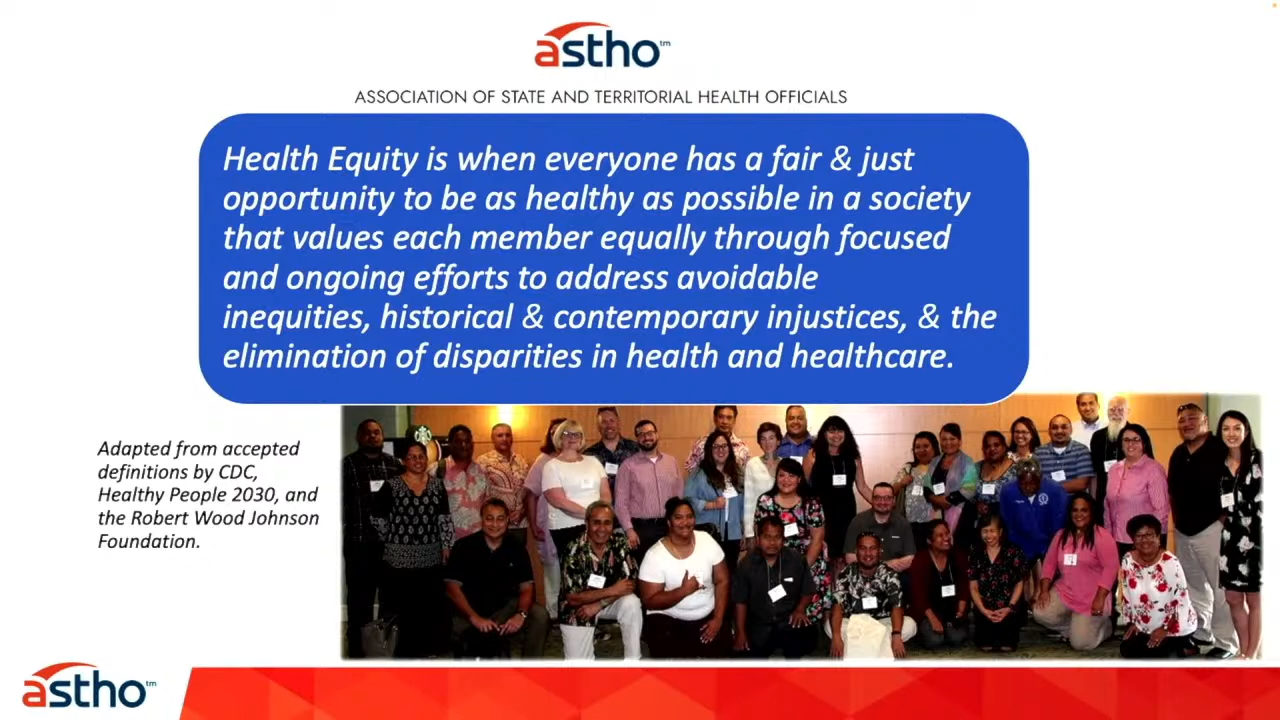 astho™
ASSOCIATION OF STATE AND TERRITORIAL HEALTH OFFICIALS
Health Equity is when everyone has a fair & just
opportunity to be as healthy as possible in a society
that values each member equally through focused
and ongoing efforts to address avoidable
inequities, historical & contemporary injustices, & the
elimination of disparities in health and healthcare.
Adapted from accepted
definitions by CDC,
Healthy People 2030, and
the Robert Wood Johnson
Foundation.
astho™